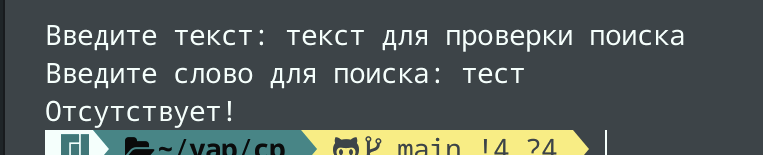 Введите текст: текст для проверки поиска
Введите слово для поиска: тест
Отсутствует!
~/yap/cp main !4 ?4